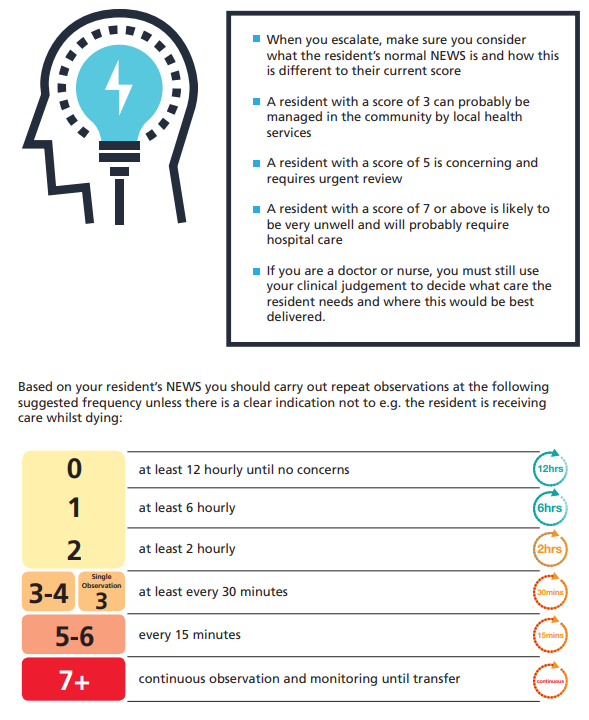 When you escalate, make sure you consider
what the resident's normal NEWS is and how this
is different to their current score
A resident with a score of 3 can probably be
managed in the community by local health
services
A resident with a score of 5 is concerning and
requires urgent review
A resident with a score of 7 or above is likely to
be very unwell and will probably require
hospital care
If you are a doctor or nurse, you must still use
your clinical judgement to decide what care the
resident needs and where this would be best
delivered.
Based on your resident's NEWS you should carry out repeat observations at the following
suggested frequency unless there is a clear indication not to e.g. the resident is receiving
care whilst dying:
0 at least 12 hourly until no concerns 12hrs
1 at least 6 hourly 6hrs
2 at least 2 hourly 2hrs
3-4 Single
Observation
3 at least every 30 minutes 30mins
5-6 every 15 minutes 15mins
7+ continuous observation and monitoring until transfer continuous